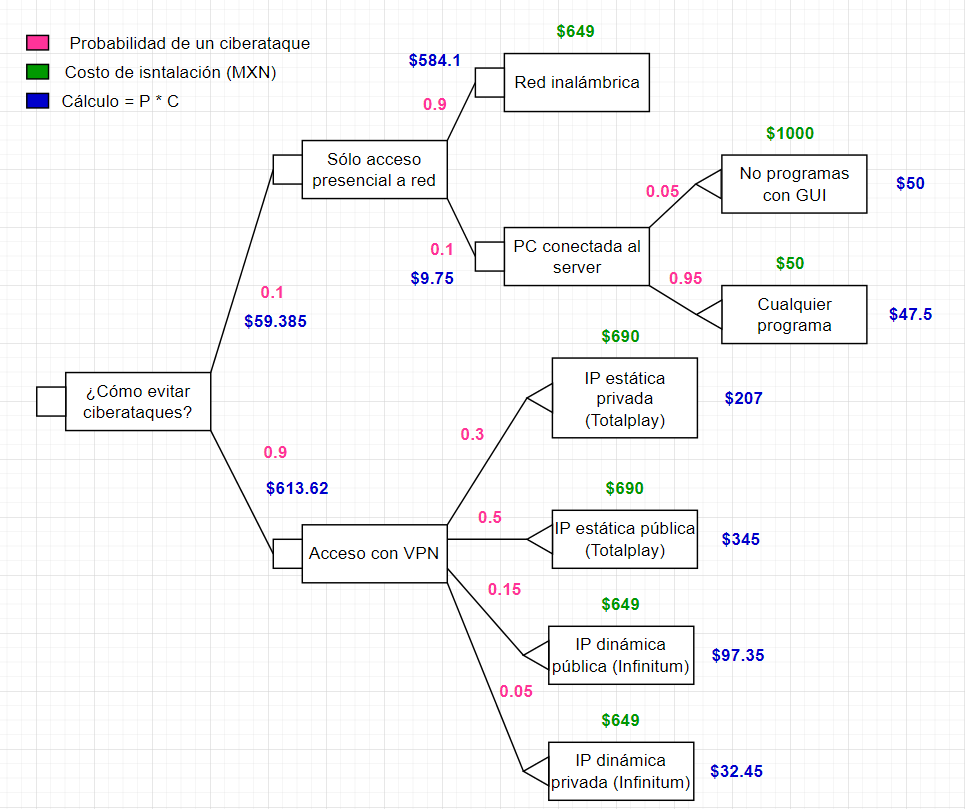 Probabilidad de un ciberataque
Costo de isntalación (MXN)
Cálculo = P * C
$649
$584.1
Red inalámbrica
0.9
$1000
Sólo acceso
presencial a red
No programas
con GUI
0.05
$50
0.1
$9.75
PC conectada al
server
$50
0.95
0.1
$59.385
Cualquier
programa
$47.5
$690
¿Cómo evitar
ciberataques?
IP estática
privada
(Totalplay)
$207
0.3
0.9
$613.62
$690
0.5
Acceso con VPN
IP estática pública
(Totalplay)
$345
0.15
$649
IP dinámica
pública (Infinitum)
$97.35
0.05
$649
IP dinámica
privada (Infinitum)
$32.45